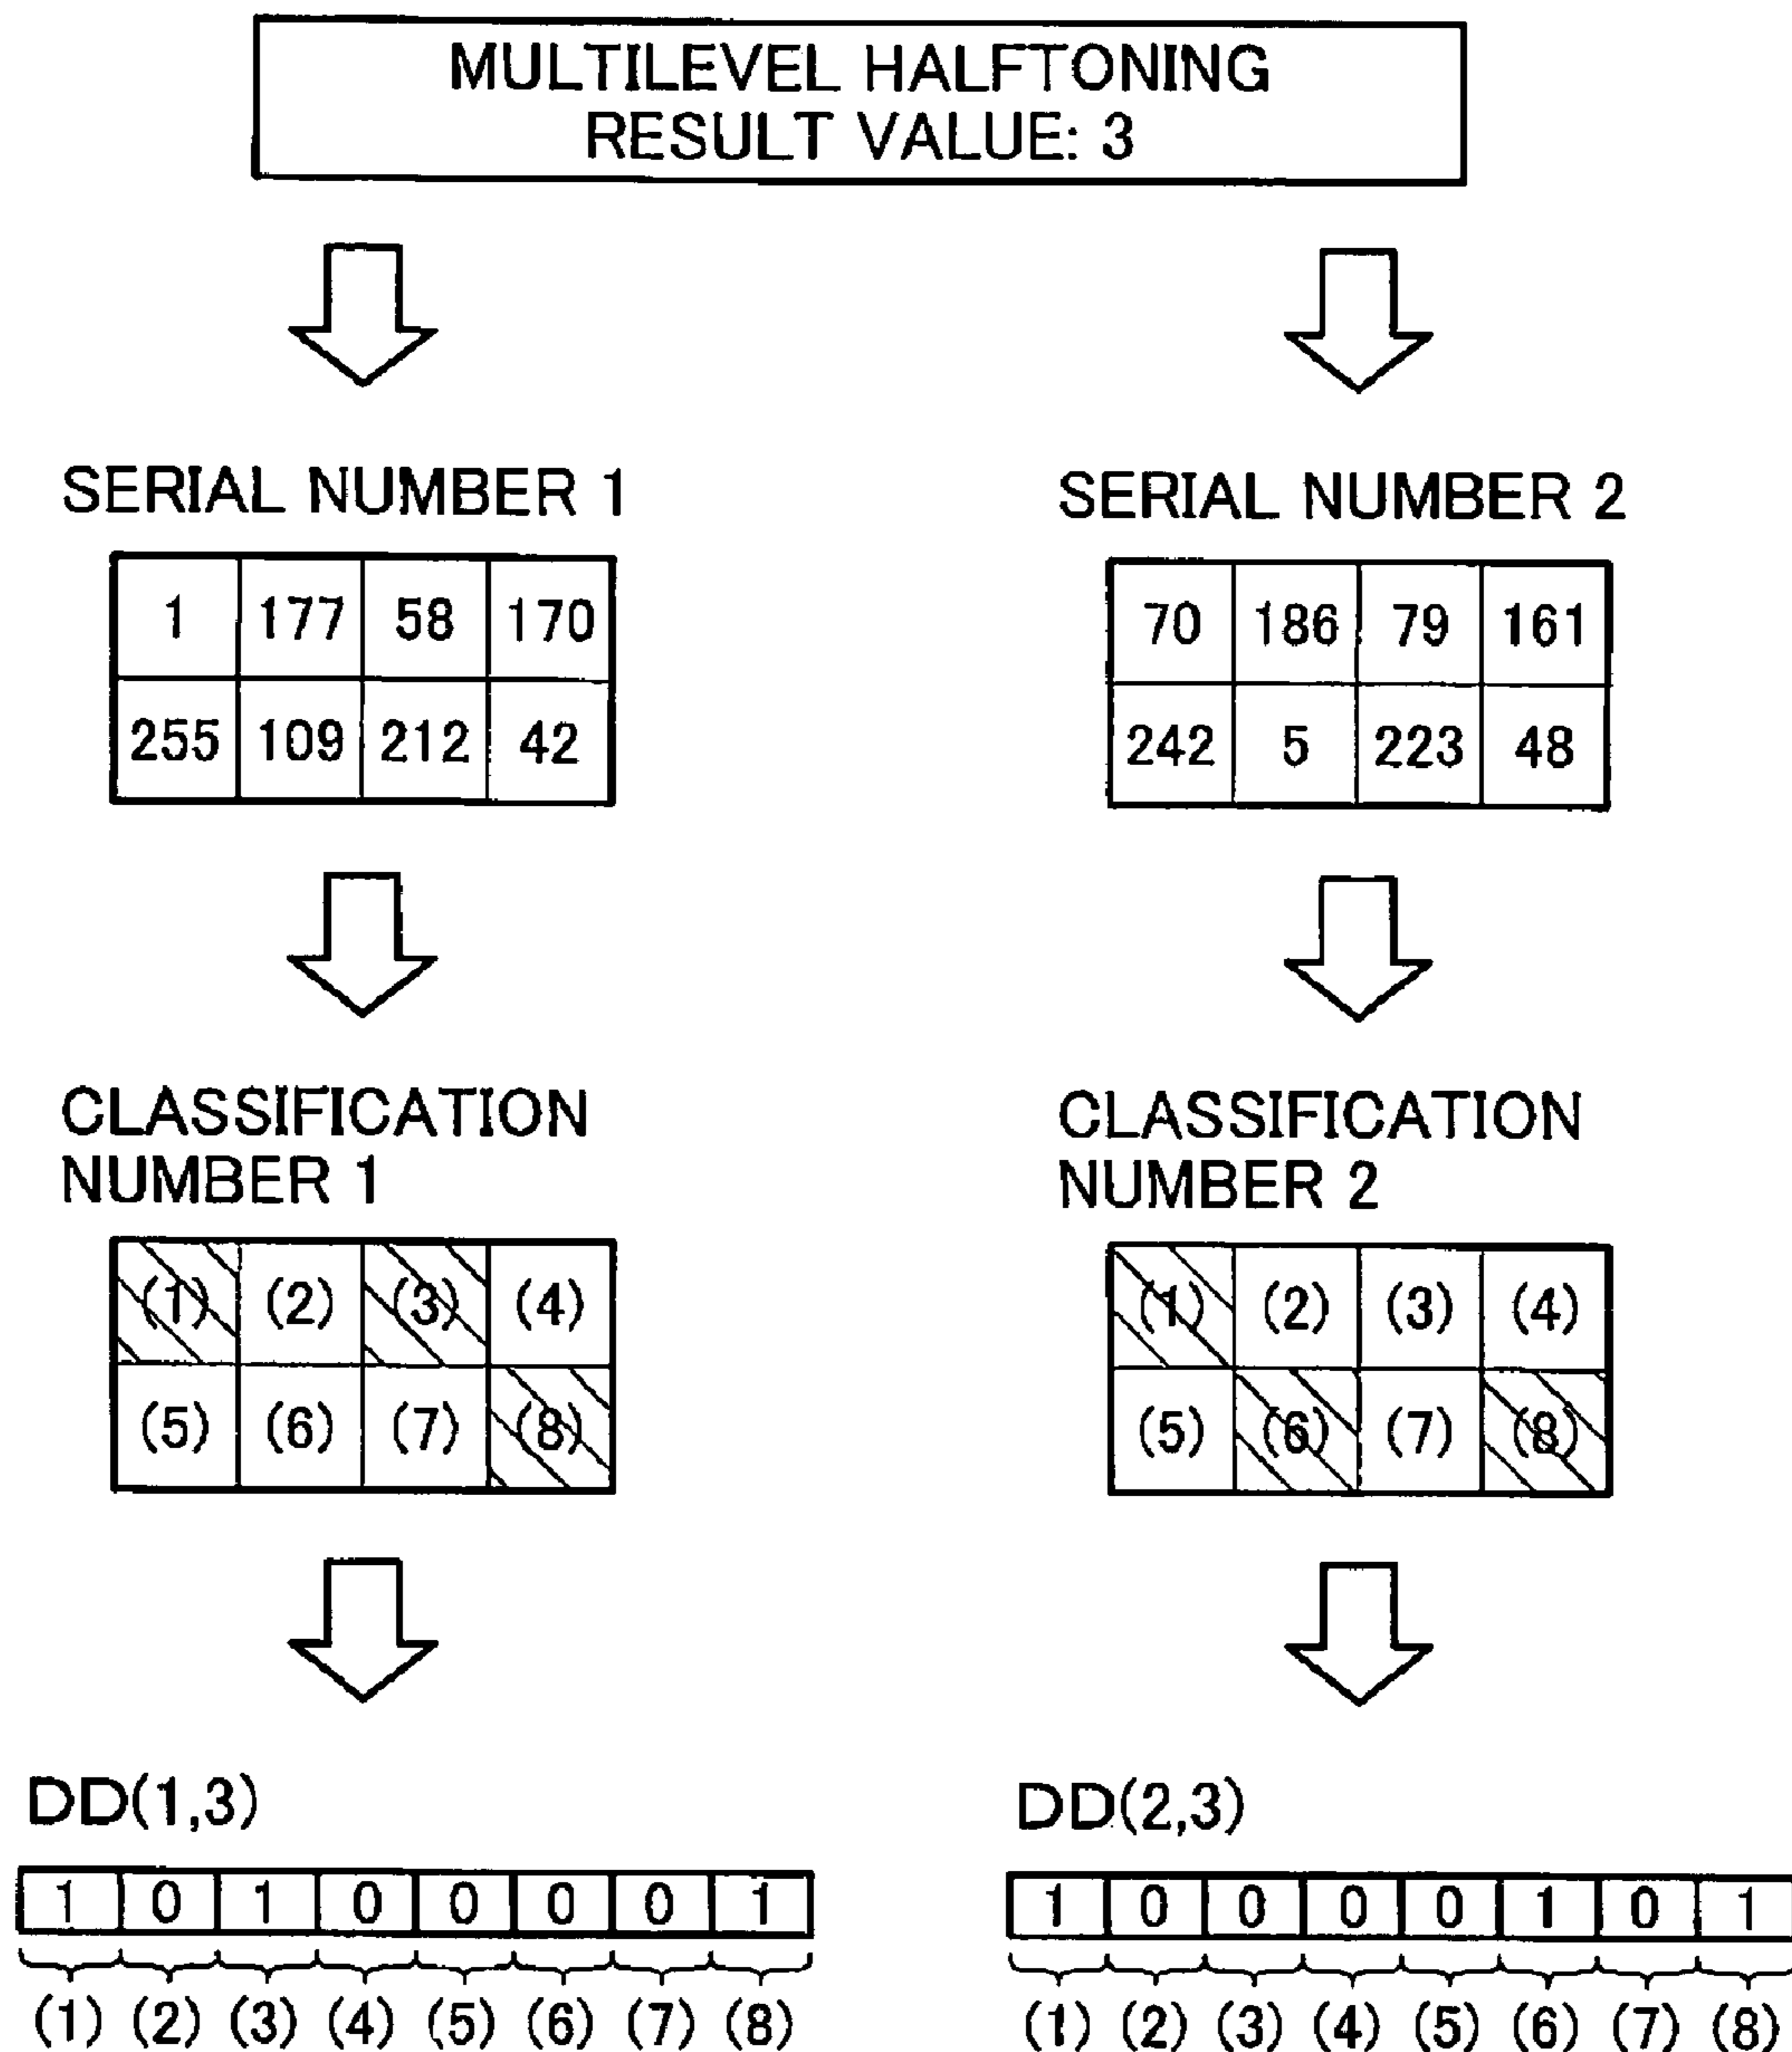 MULTILEVEL HALFTONING
RESULT VALUE: 3
SERIAL NUMBER 1
1 177 58 170
255 109 212 42
SERIAL NUMBER 2
70 186 79 161
242 5 223 48
CLASSIFICATION
NUMBER 1
(1) (2) (3) (4)
(5) (6) (7) (8)
CLASSIFICATION
NUMBER 2
(1) (2) (3) (4)
(5) (6) (7) (8)
DD(1,3)
1 0 1 0 0 0 0 1
(1) (2) (3) (4) (5) (6) (7) (8)
DD(2,3)
1 0 0 0 0 1 0 1
(1) (2) (3) (4) (5) (6) (7) (8)